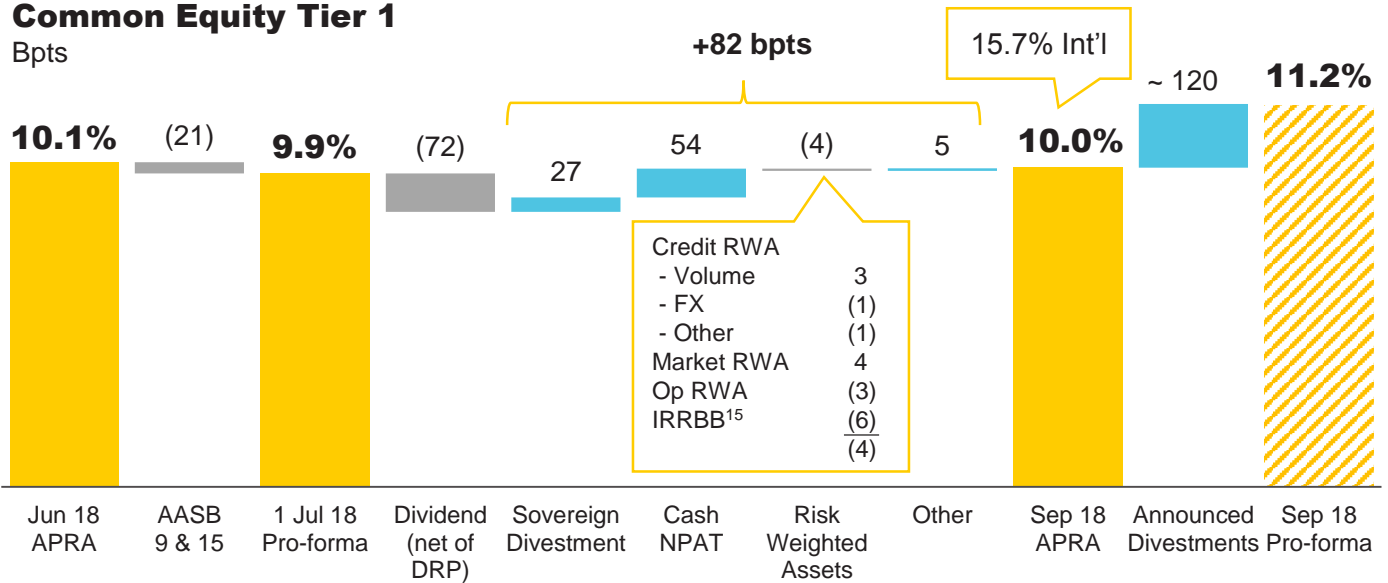 Common Equity Tier 1
Bpts
+82 bpts
15.7% Int'l
10.1%
(21)
9.9%
(72)
27
54
(4)
5
10.0%
~ 120
11.2%
Credit RWA
- Volume 3
- FX (1)
- Other (1)
Market RWA 4
Op RWA (3)
IRRBB15 (6)
(4)
Jun 18
APRA
AASB
9 & 15
1 Jul 18
Pro-forma
Dividend
(net of
DRP)
Sovereign
Divestment
Cash
NPAT
Risk
Weighted
Assets
Other
Sep 18
APRA
Announced
Divestments
Sep 18
Pro-forma